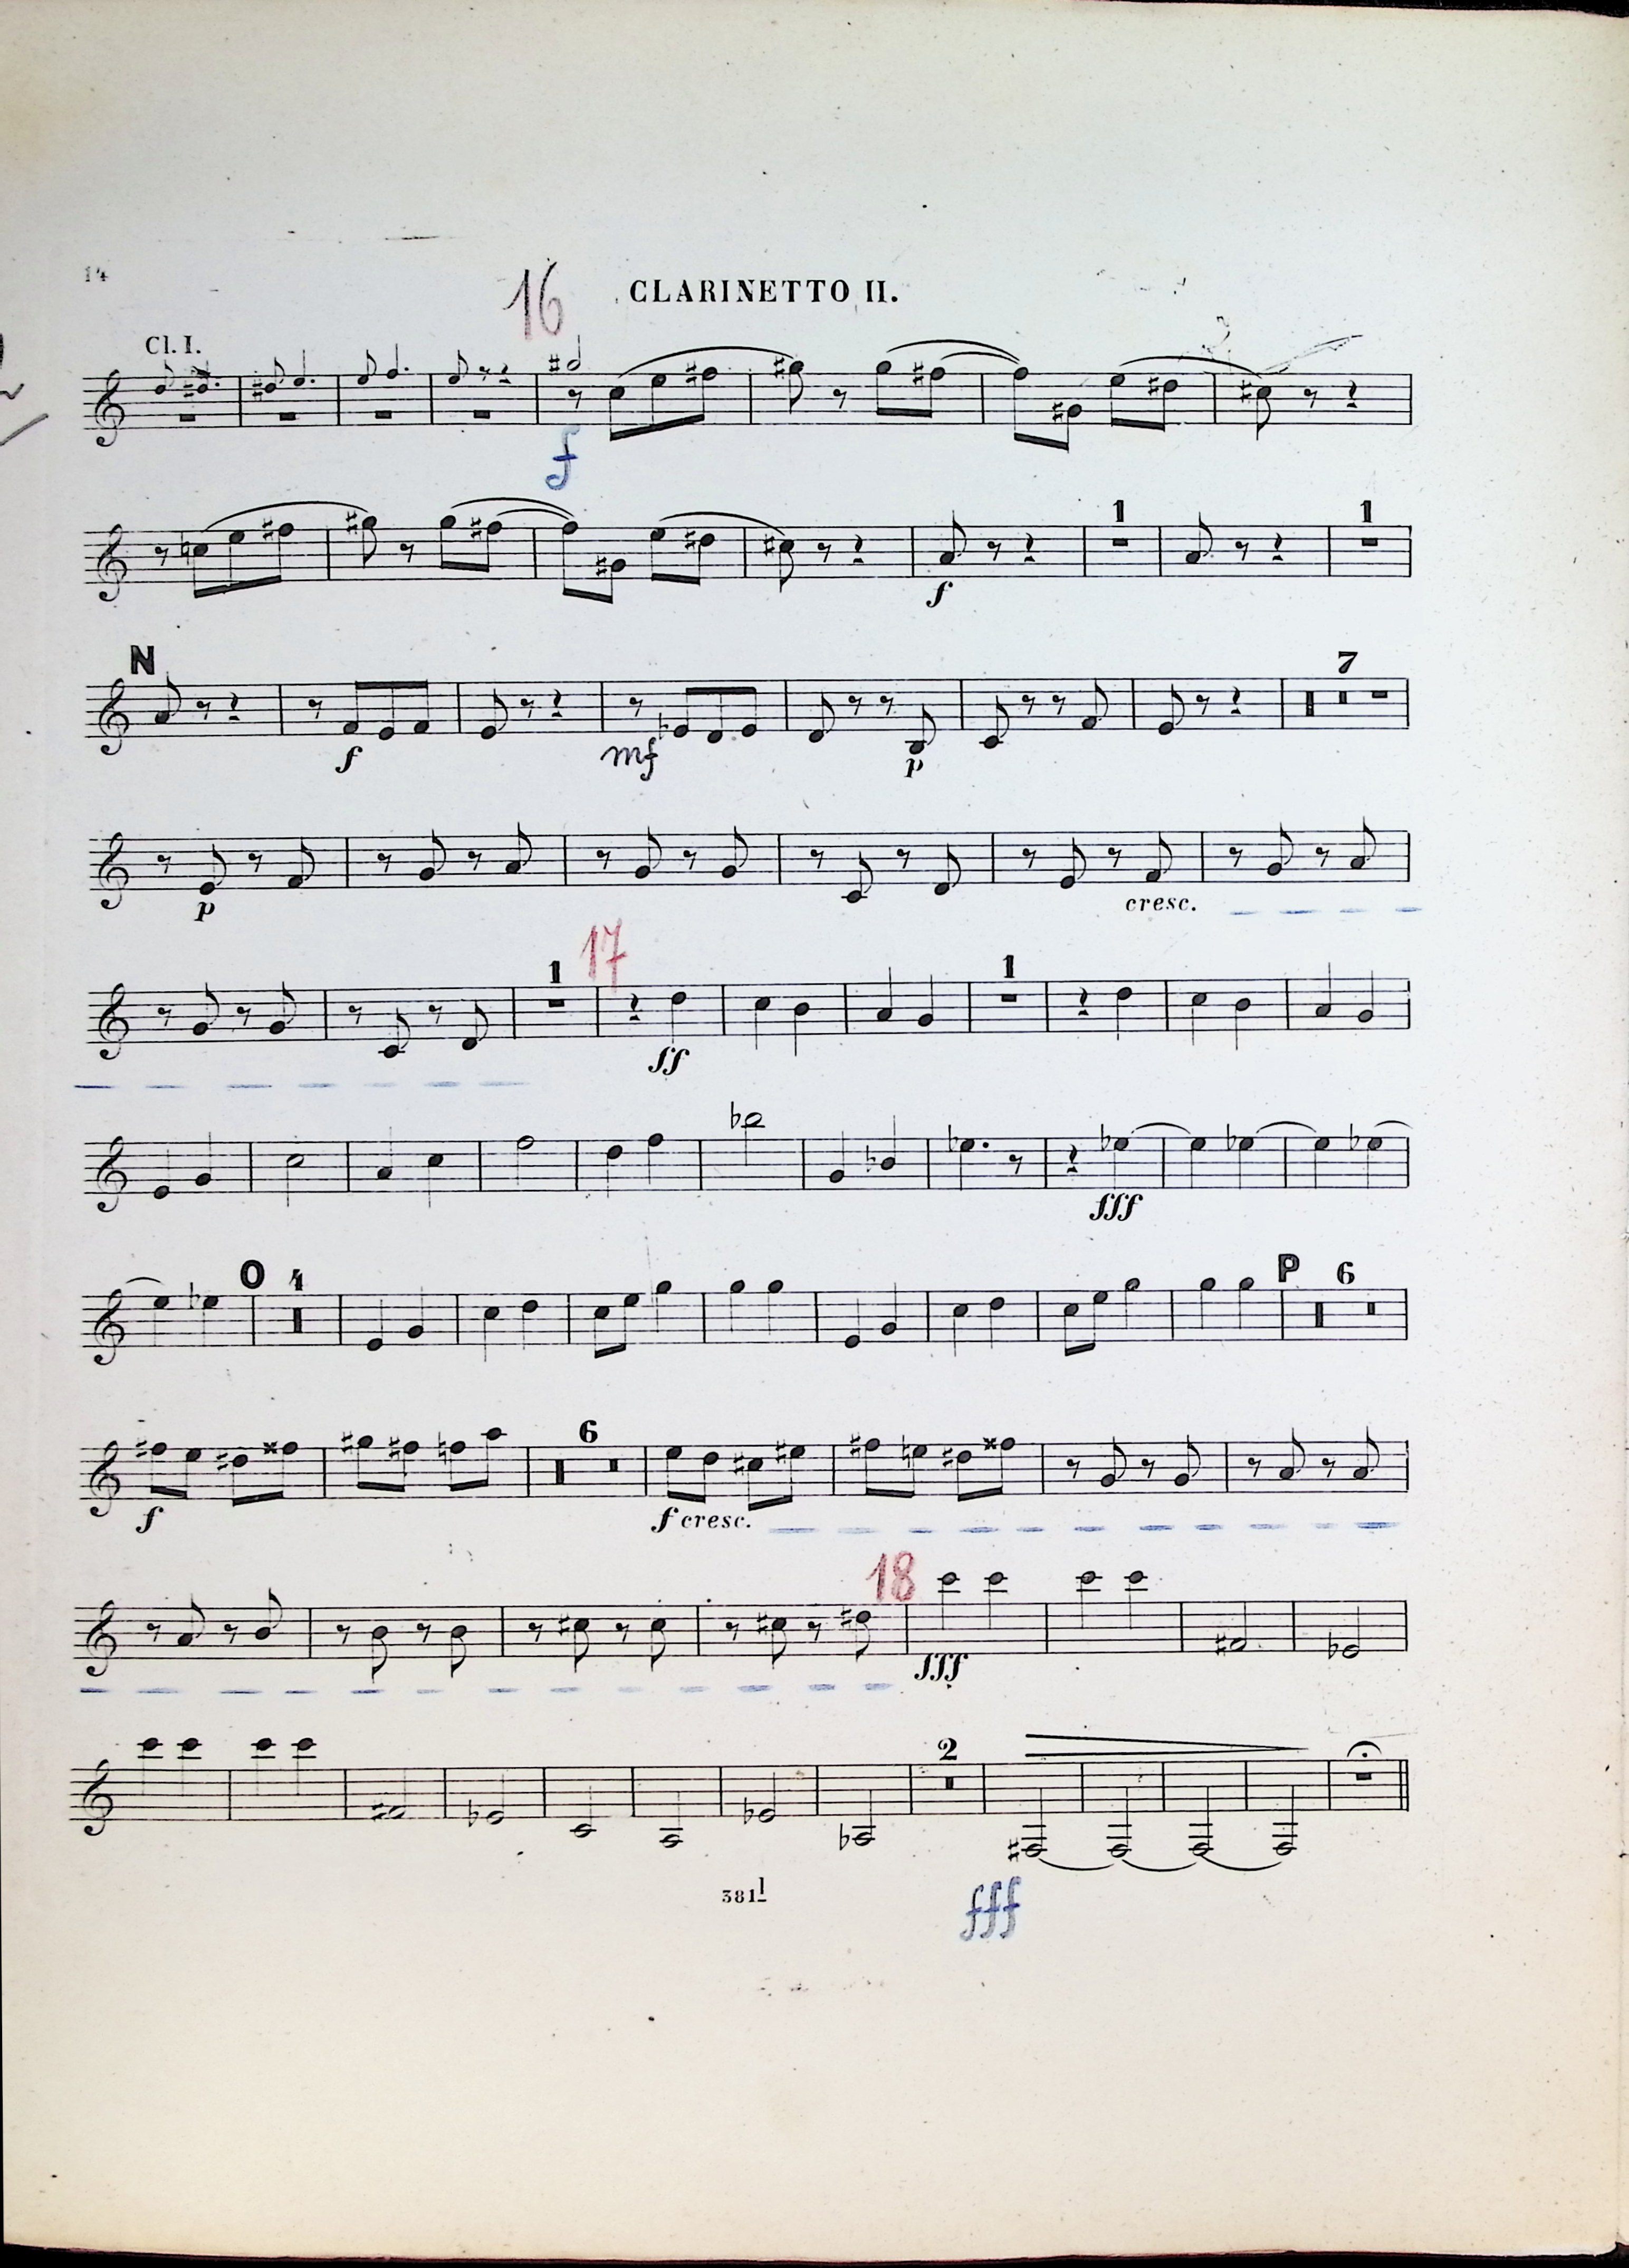 14
16
CLARINETTO II.
Cl. I.
f
1 1
f
N 7
f mf p
p cresc.
1 17 1
ff
fff
O 4 P 6
6
f f cresc.
18
fff
2
381 l
fff